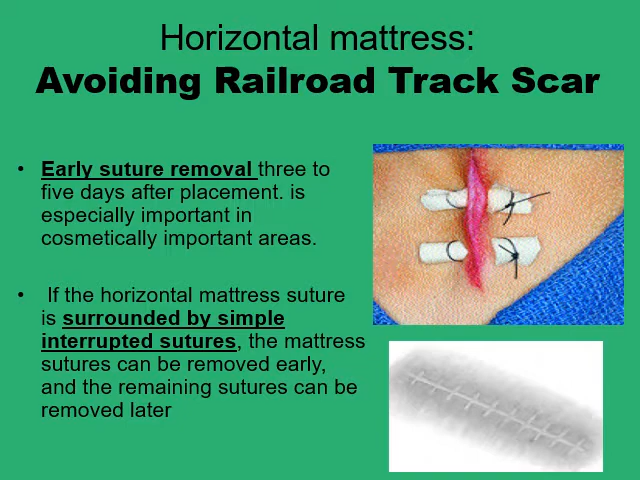 Horizontal mattress:
Avoiding Railroad Track Scar
• Early suture removal three to
five days after placement. is
especially important in
cosmetically important areas.
• If the horizontal mattress suture
is surrounded by simple
interrupted sutures, the mattress
sutures can be removed early,
and the remaining sutures can be
removed later